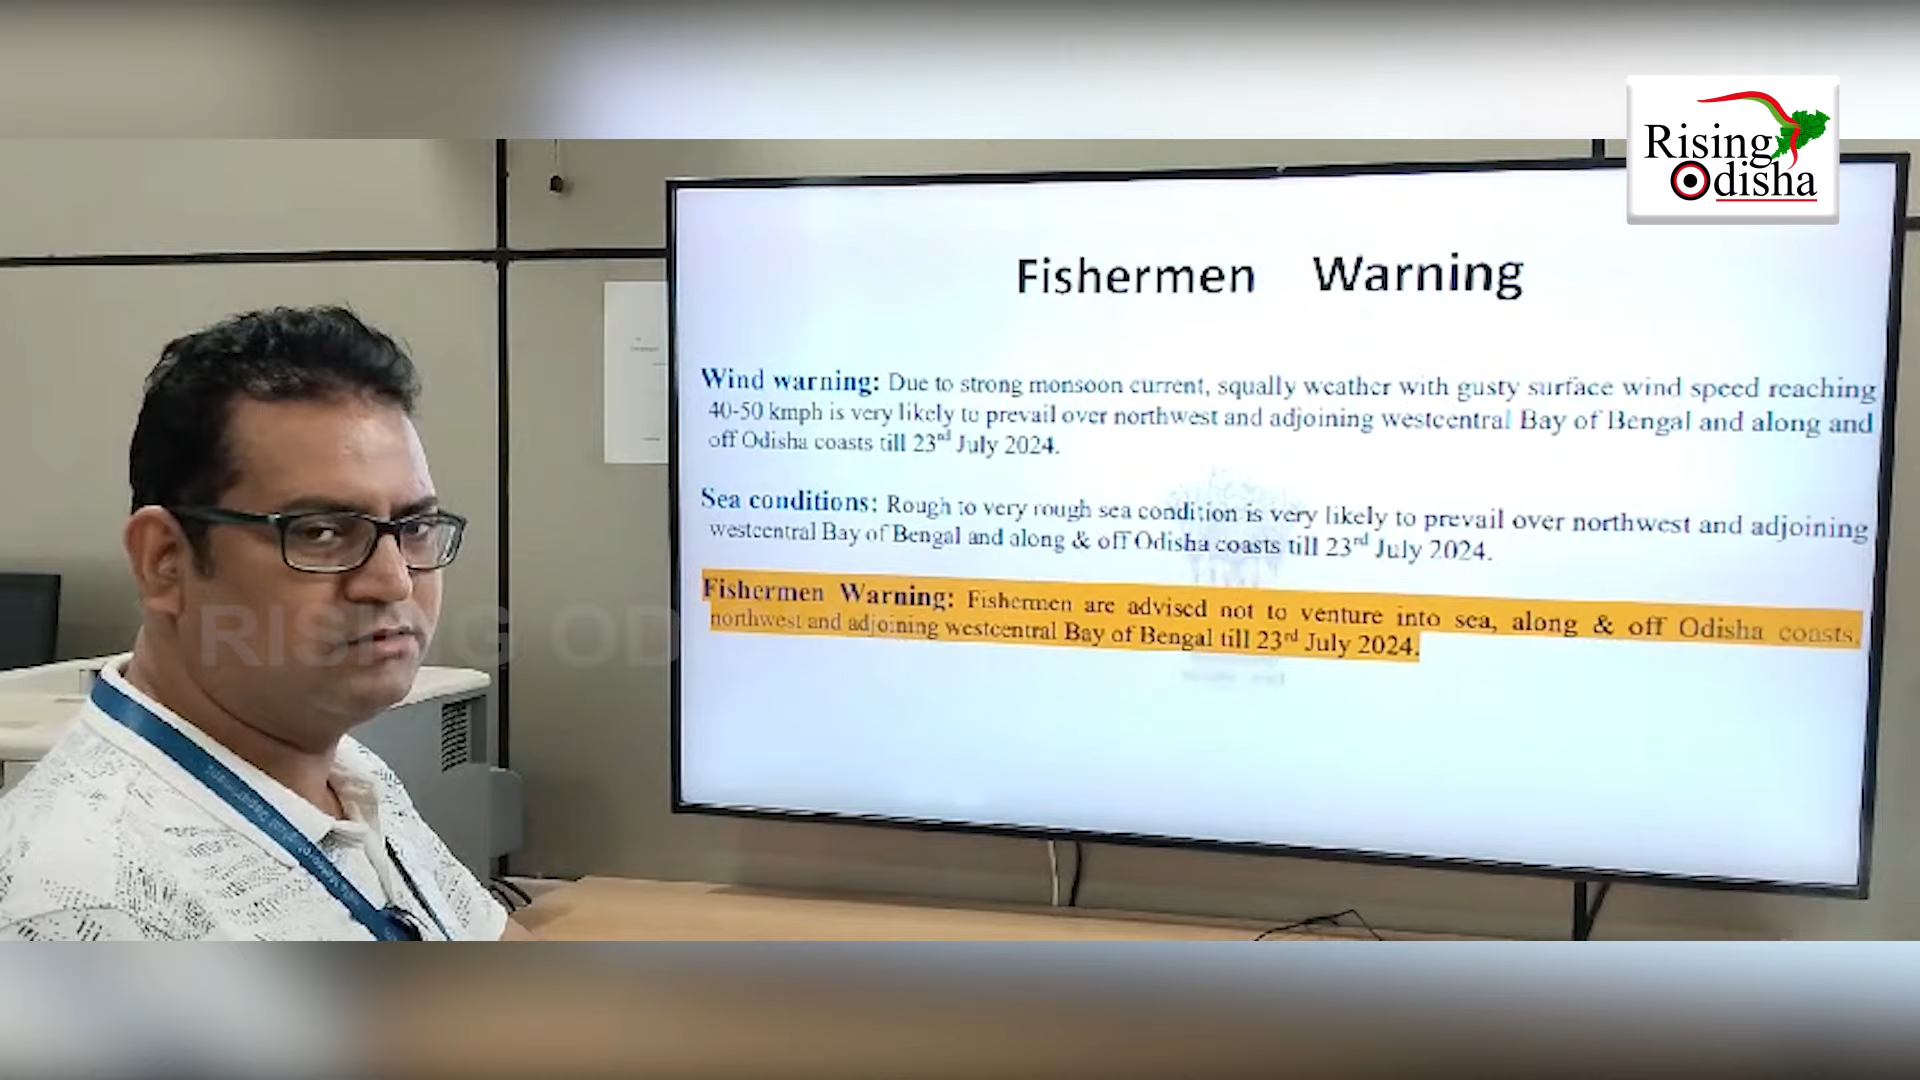 Rising
Odisha
Fishermen Warning
Wind warning: Due to strong monsoon current, squally weather with gusty surface wind speed reaching
40-50 kmph is very likely to prevail over northwest and adjoining westcentral Bay of Bengal and along and
off Odisha coasts till 23rd July 2024.
Sea conditions: Rough to very rough sea condition is very likely to prevail over northwest and adjoining
westcentral Bay of Bengal and along & off Odisha coasts till 23rd July 2024.
Fishermen Warning: Fishermen are advised not to venture into sea, along & off Odisha coasts,
northwest and adjoining westcentral Bay of Bengal till 23rd July 2024.
RISING OD